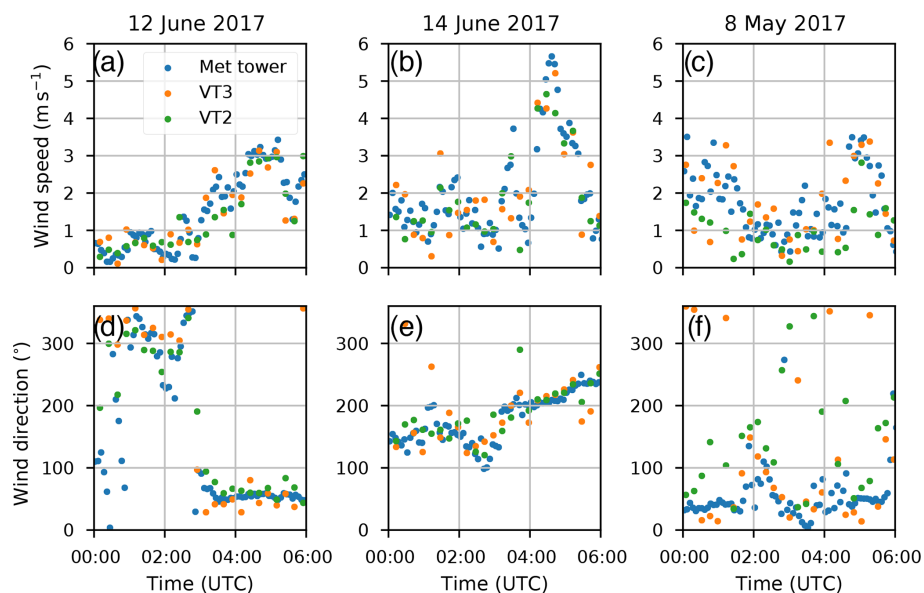 12 June 2017 14 June 2017 8 May 2017
Wind speed (m s⁻¹)
6
5
4
3
2
1
0
(a)
Met tower
VT3
VT2
6
5
4
3
2
1
0
(b)
6
5
4
3
2
1
0
(c)
Wind direction (°)
300
200
100
0
(d)
300
200
100
0
(e)
300
200
100
0
(f)
00:00 02:00 04:00 06:00
00:00 02:00 04:00 06:00
00:00 02:00 04:00 06:00
Time (UTC) Time (UTC) Time (UTC)